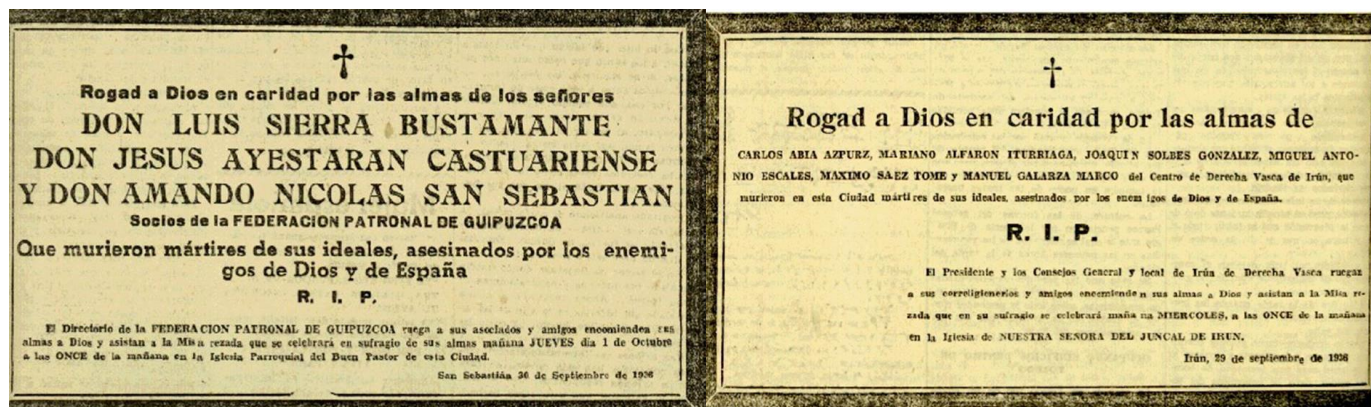 Rogad a Dios en caridad por las almas de los señores
DON LUIS SIERRA BUSTAMANTE
DON JESUS AYESTARAN CASTUARIENSE
Y DON AMANDO NICOLAS SAN SEBASTIAN
Socios de la FEDERACION PATRONAL DE GUIPUZCOA
Que murieron mártires de sus ideales, asesinados por los enemi-
gos de Dios y de España
R. I. P.
El Directorio de la FEDERACION PATRONAL DE GUIPUZCOA ruega a sus asociados y amigos encomienden sus
almas a Dios y asistan a la Misa rezada que se celebrará en sufragio de sus almas mañana JUEVES día 1 de Octubre
a las ONCE de la mañana en la Iglesia Parroquial del Buen Pastor de esta Ciudad.
San Sebastián 30 de Septiembre de 1936
Rogad a Dios en caridad por las almas de
CARLOS ABIA AZPURZ, MARIANO ALFARON ITURRIAGA, JOAQUIN SOLBES GONZALEZ, MIGUEL ANTO-
NIO ESCALES, MAXIMO SAEZ TOME y MANUEL GALARZA MARCO del Centro de Derecha Vasca de Irún, que
murieron en esta Ciudad mártires de sus ideales, asesinados por los enem igos de Dios y de España.
R. I. P.
El Presidente y los Consejos General y local de Irún de Derecha Vasca ruegan
a sus correligionerios y amigos encomienden sus almas a Dios y asistan a la Misa re-
zada que en su sufragio se celebrará maña na MIERCOLES, a las ONCE de la mañana
en la Iglesia de NUESTRA SEÑORA DEL JUNCAL DE IRUN.
Irún, 29 de septiembre de 1936